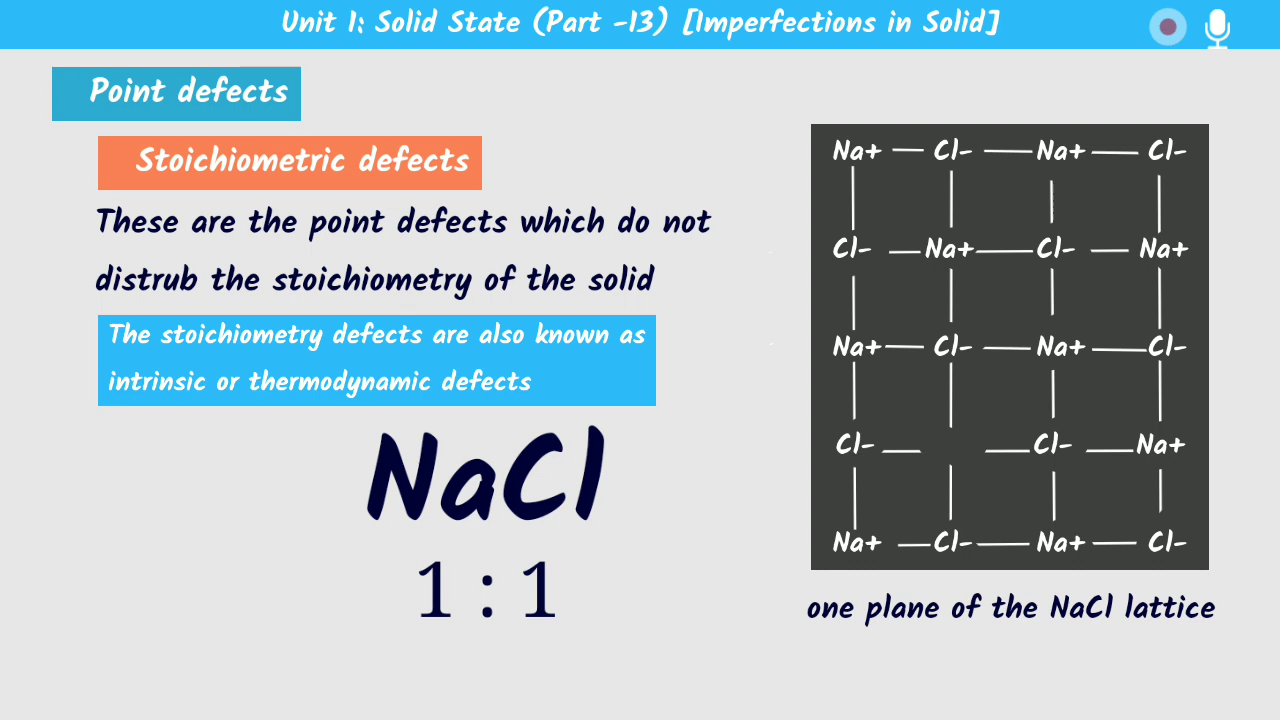 Unit 1: Solid State (Part -13) [Imperfections in Solid]
Point defects
Stoichiometric defects
These are the point defects which do not
distrub the stoichiometry of the solid
The stoichiometry defects are also known as
intrinsic or thermodynamic defects
NaCl
1 : 1
Na+ Cl- Na+ Cl-
Cl- Na+ Cl- Na+
Na+ Cl- Na+ Cl-
Cl- Cl- Na+
Na+ Cl- Na+ Cl-
one plane of the NaCl lattice